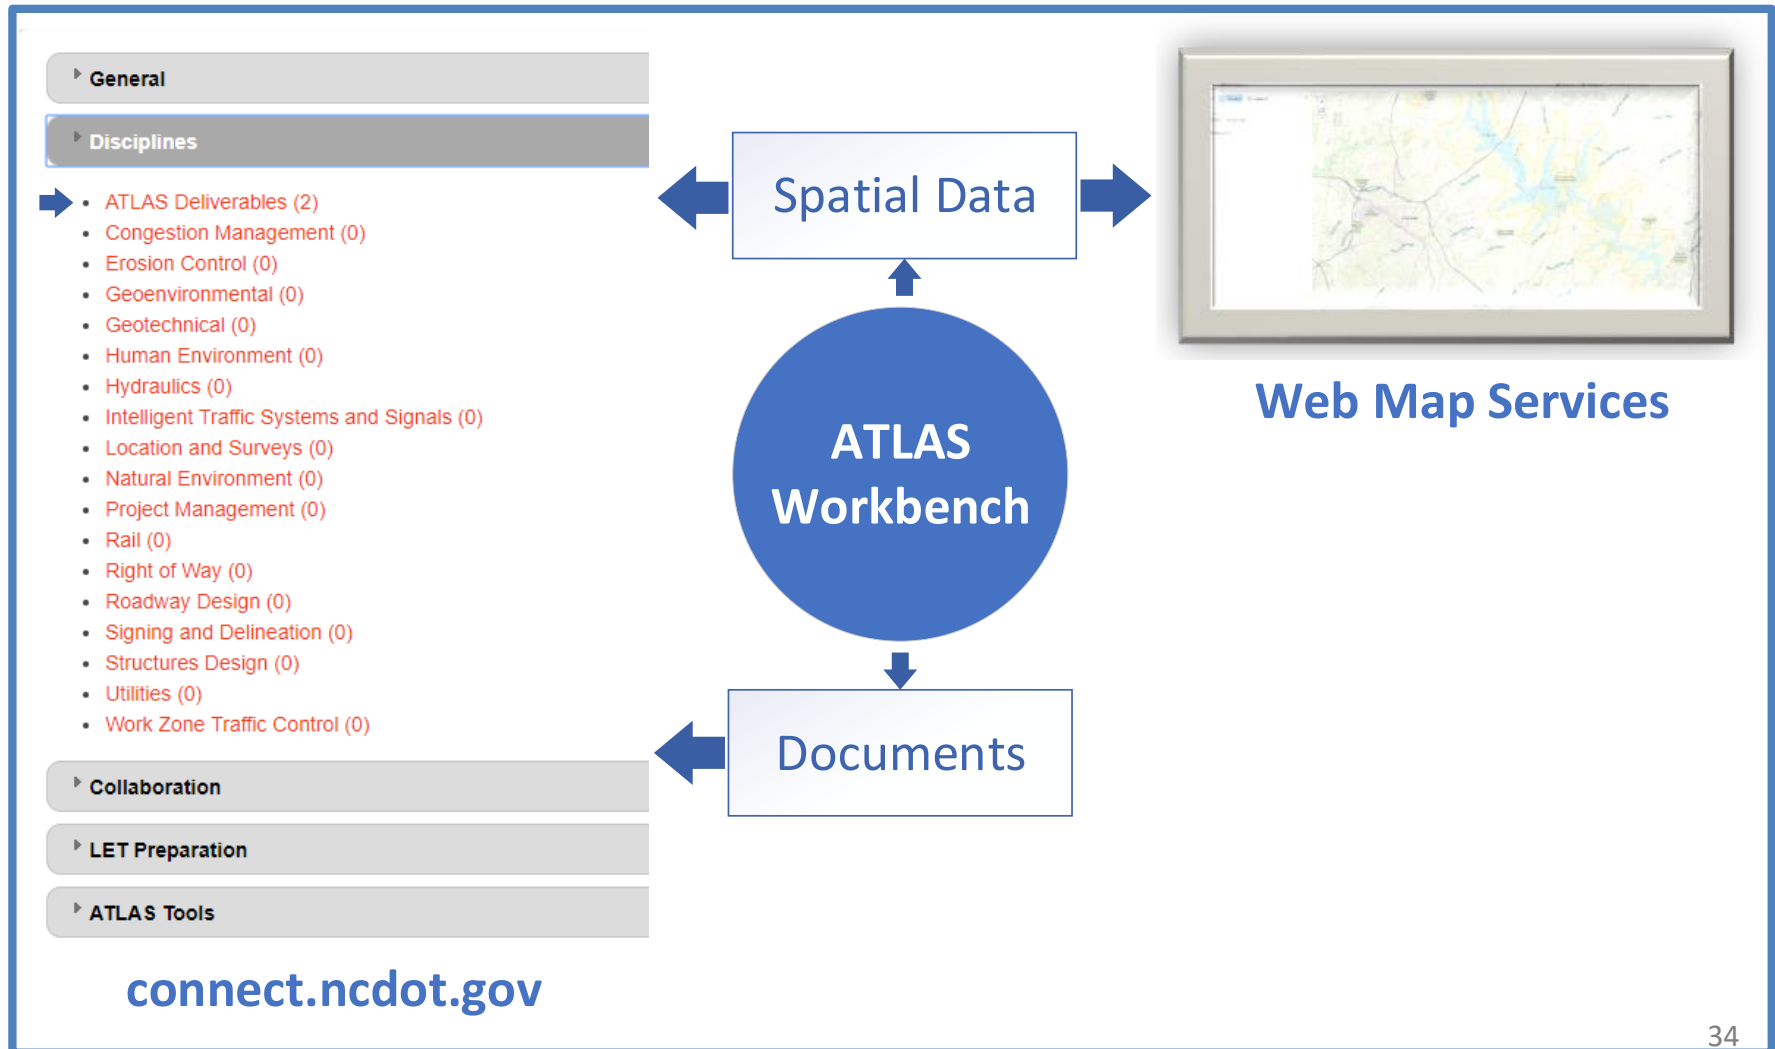 General
Disciplines
ATLAS Deliverables (2)
Congestion Management (0)
Erosion Control (0)
Geoenvironmental (0)
Geotechnical (0)
Human Environment (0)
Hydraulics (0)
Intelligent Traffic Systems and Signals (0)
Location and Surveys (0)
Natural Environment (0)
Project Management (0)
Rail (0)
Right of Way (0)
Roadway Design (0)
Signing and Delineation (0)
Structures Design (0)
Utilities (0)
Work Zone Traffic Control (0)
Collaboration
LET Preparation
ATLAS Tools
connect.ncdot.gov
Spatial Data
ATLAS
Workbench
Documents
Web Map Services
34